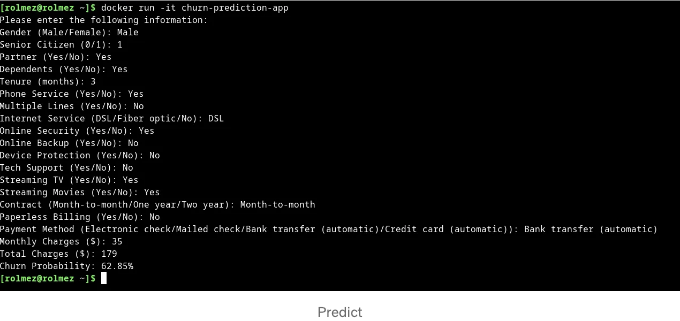 [rolmez@rolmez ~]$ docker run -it churn-prediction-app
Please enter the following information:
Gender (Male/Female): Male
Senior Citizen (0/1): 1
Partner (Yes/No): Yes
Dependents (Yes/No): Yes
Tenure (months): 3
Phone Service (Yes/No): Yes
Multiple Lines (Yes/No): No
Internet Service (DSL/Fiber optic/No): DSL
Online Security (Yes/No): Yes
Online Backup (Yes/No): No
Device Protection (Yes/No): No
Tech Support (Yes/No): No
Streaming TV (Yes/No): Yes
Streaming Movies (Yes/No): Yes
Contract (Month-to-month/One year/Two year): Month-to-month
Paperless Billing (Yes/No): No
Payment Method (Electronic check/Mailed check/Bank transfer (automatic)/Credit card (automatic)): Bank transfer (automatic)
Monthly Charges ($): 35
Total Charges ($): 179
Churn Probability: 62.85%
[rolmez@rolmez ~]$
Predict